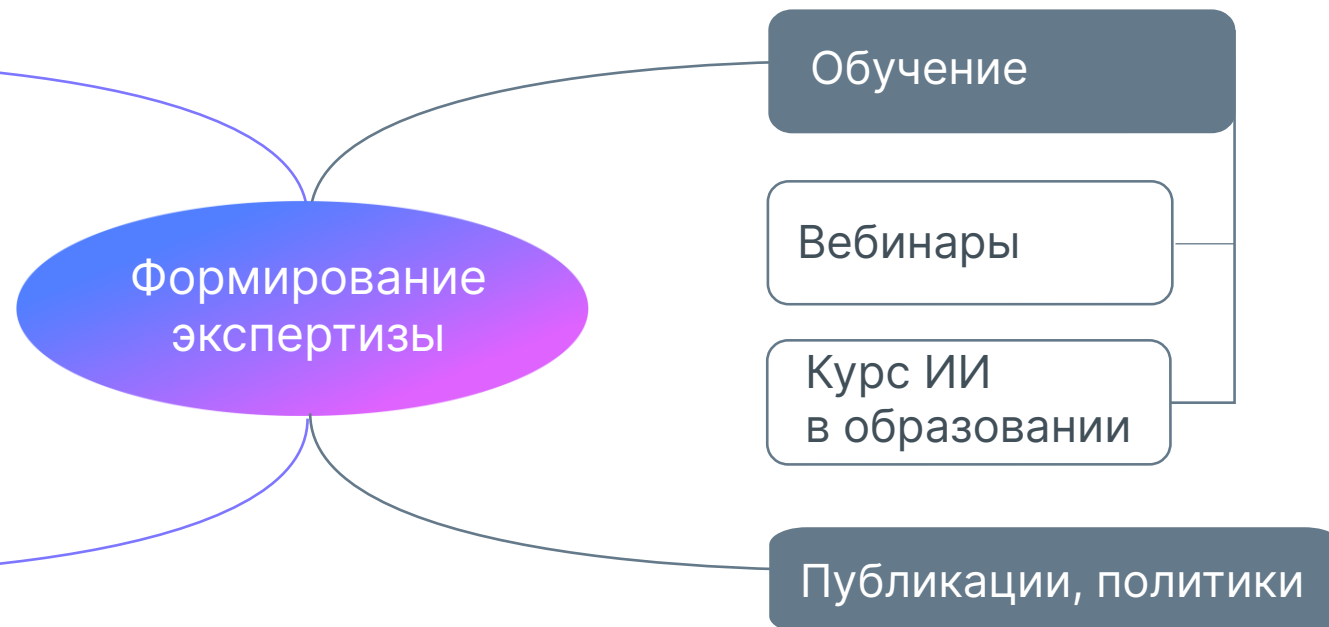 Обучение
Формирование
экспертизы
Вебинары
Курс ИИ
в образовании
Публикации, политики